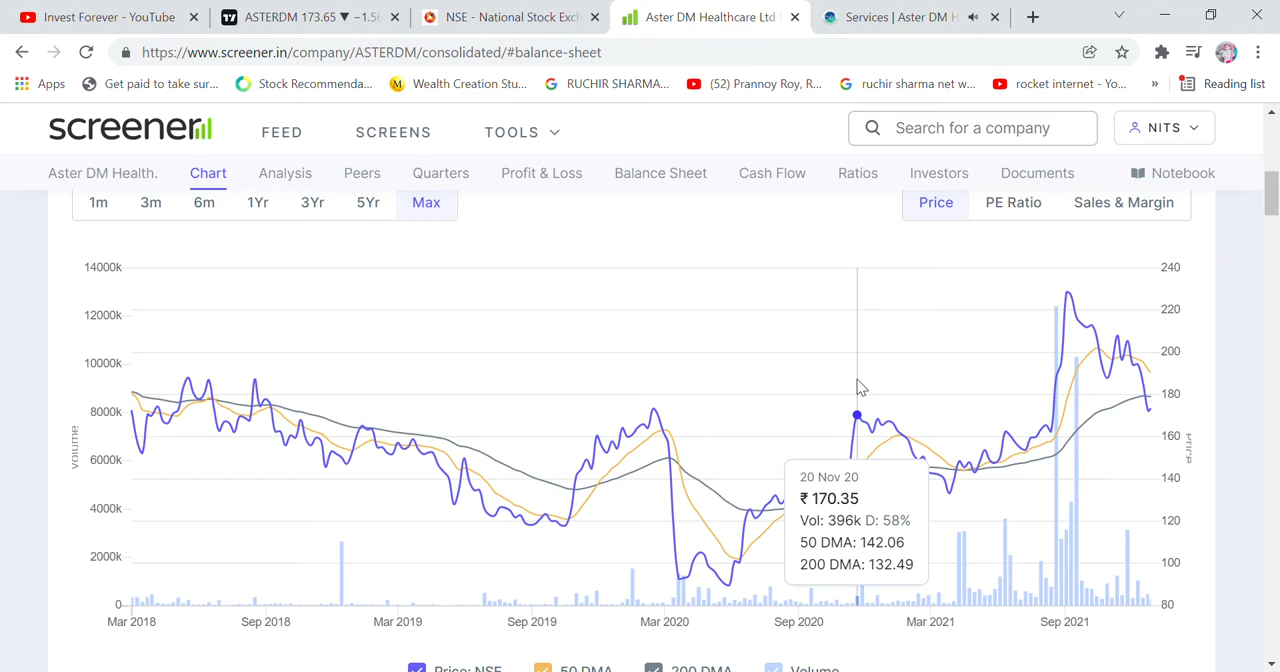 Invest Forever - YouTube
ASTERDM 173.65 ▼ −1.56
NSE - National Stock Exch
Aster DM Healthcare Ltd
Services | Aster DM H
https://www.screener.in/company/ASTERDM/consolidated/#balance-sheet
Apps
Get paid to take sur...
Stock Recommenda...
Wealth Creation Stu...
RUCHIR SHARMA...
(52) Prannoy Roy, R...
ruchir sharma net w...
rocket internet - Yo...
»
Reading list
screener
FEED
SCREENS
TOOLS
Search for a company
NITS
Aster DM Health.
Chart
Analysis
Peers
Quarters
Profit & Loss
Balance Sheet
Cash Flow
Ratios
Investors
Documents
Notebook
1m
3m
6m
1Yr
3Yr
5Yr
Max
Price
PE Ratio
Sales & Margin
14000k
12000k
10000k
8000k
6000k
4000k
2000k
0
Volume
240
220
200
180
160
140
120
100
80
Price
20 Nov 20
₹ 170.35
Vol: 396k D: 58%
50 DMA: 142.06
200 DMA: 132.49
Mar 2018
Sep 2018
Mar 2019
Sep 2019
Mar 2020
Sep 2020
Mar 2021
Sep 2021
Price: NSE
50 DMA
200 DMA
Volume